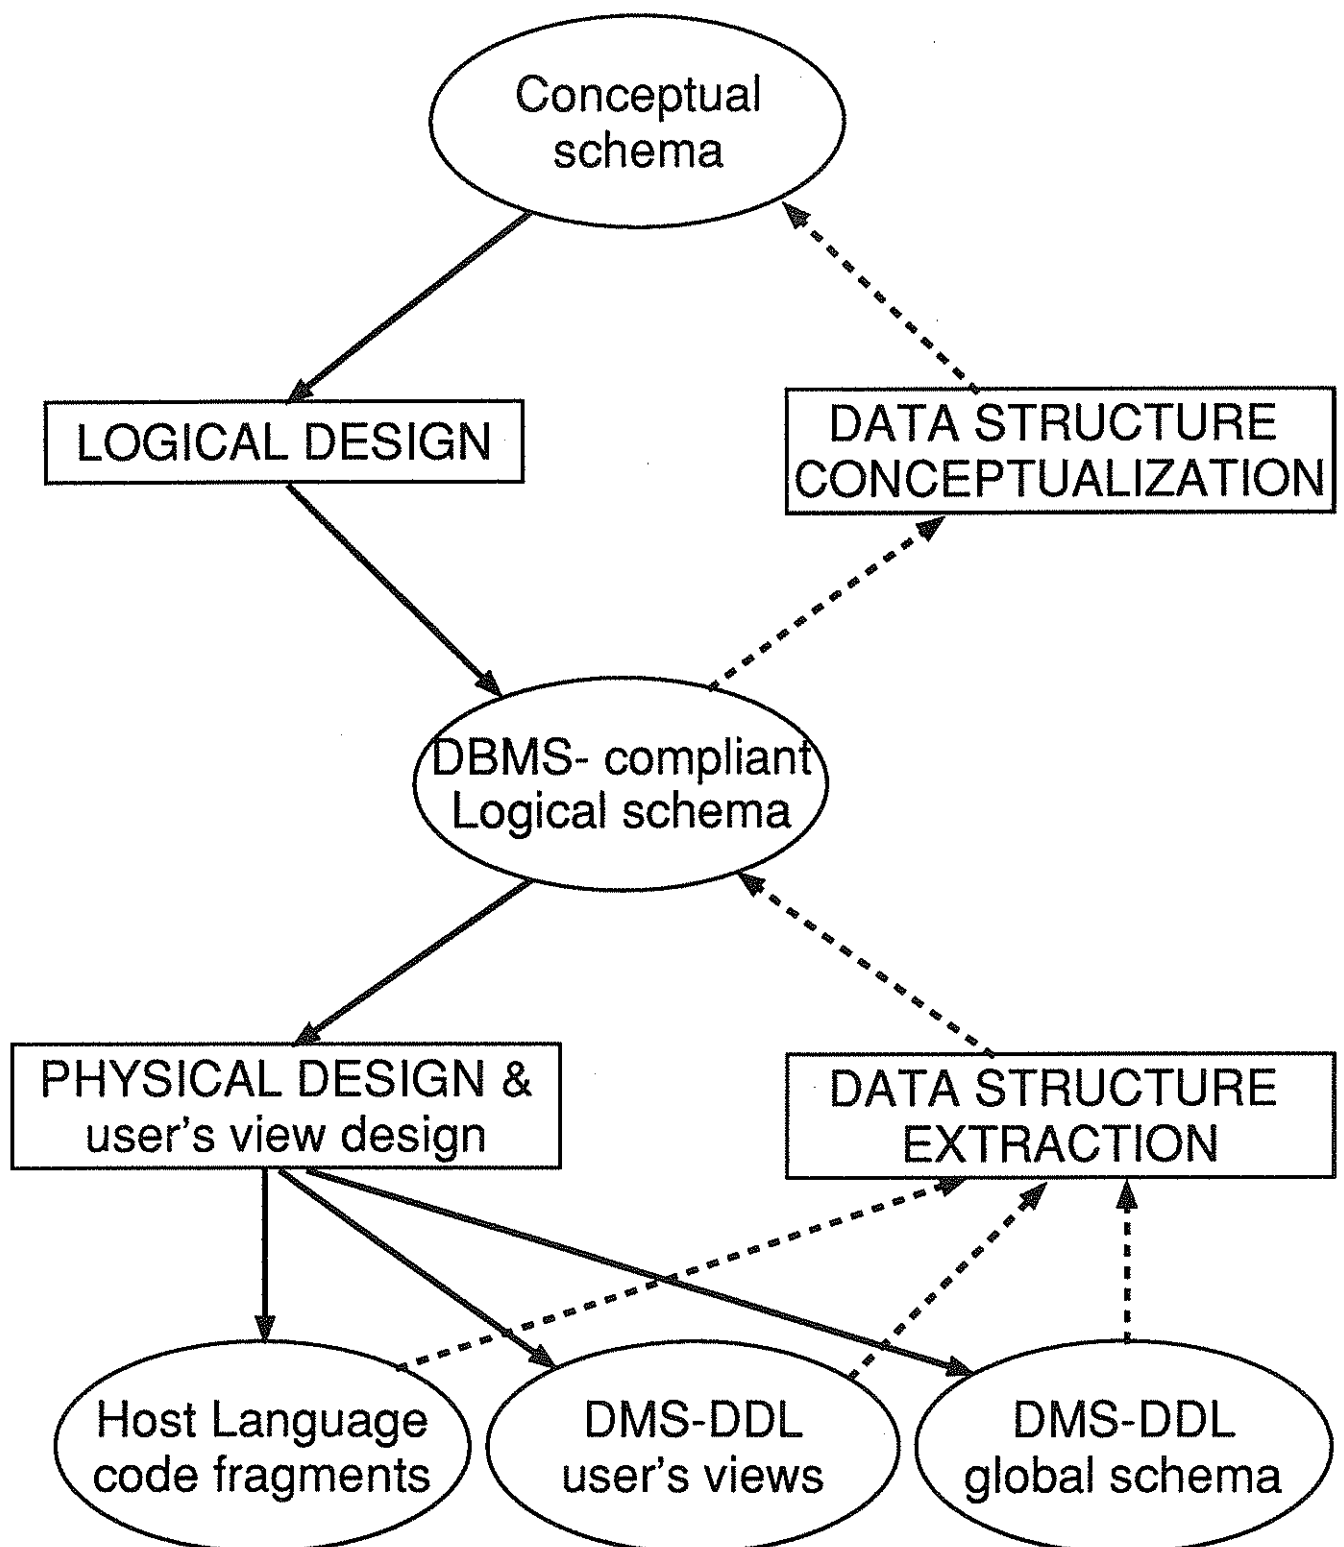 Conceptual
schema
LOGICAL DESIGN
DATA STRUCTURE
CONCEPTUALIZATION
DBMS- compliant
Logical schema
PHYSICAL DESIGN &
user's view design
DATA STRUCTURE
EXTRACTION
Host Language
code fragments
DMS-DDL
user's views
DMS-DDL
global schema